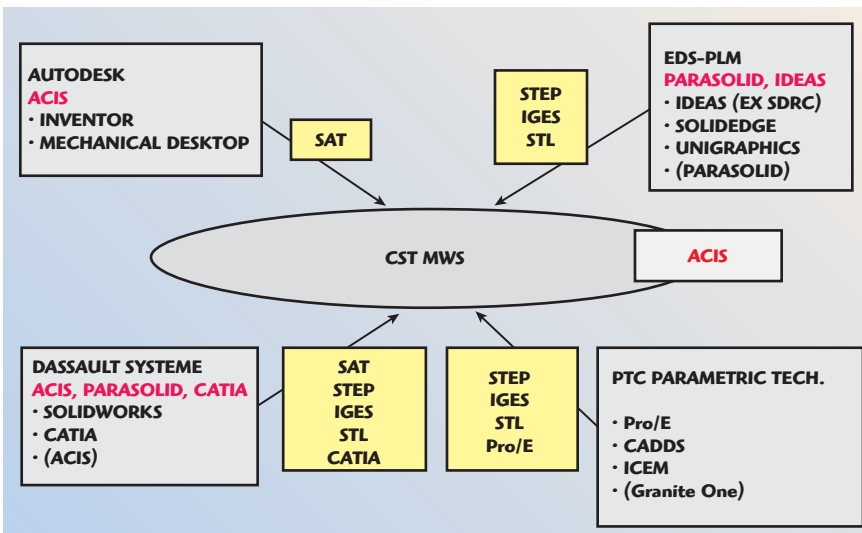 AUTODESK
ACIS
· INVENTOR
· MECHANICAL DESKTOP
SAT
STEP
IGES
STL
EDS-PLM
PARASOLID, IDEAS
· IDEAS (EX SDRC)
· SOLIDEDGE
· UNIGRAPHICS
· (PARASOLID)
CST MWS
ACIS
DASSAULT SYSTEME
ACIS, PARASOLID, CATIA
· SOLIDWORKS
· CATIA
· (ACIS)
SAT
STEP
IGES
STL
CATIA
STEP
IGES
STL
Pro/E
PTC PARAMETRIC TECH.
· Pro/E
· CADDS
· ICEM
· (Granite One)